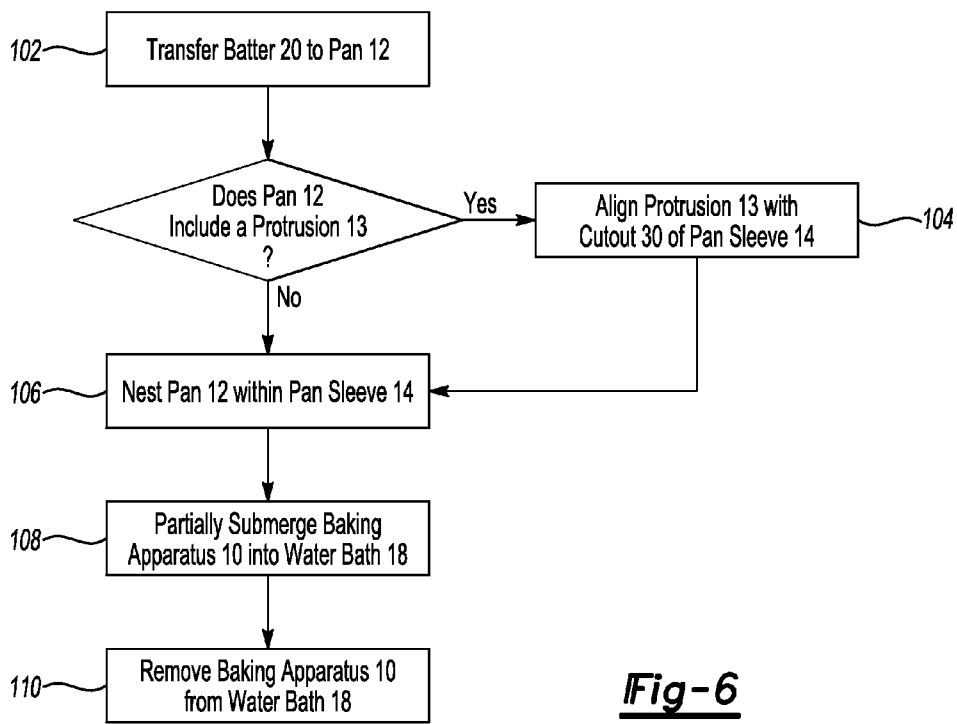 102
Transfer Batter 20 to Pan 12
Does Pan 12
Include a Protrusion 13
?
Yes
Align Protrusion 13 with
Cutout 30 of Pan Sleeve 14
104
No
106
Nest Pan 12 within Pan Sleeve 14
108
Partially Submerge Baking
Apparatus 10 into Water Bath 18
110
Remove Baking Apparatus 10
from Water Bath 18
Fig-6